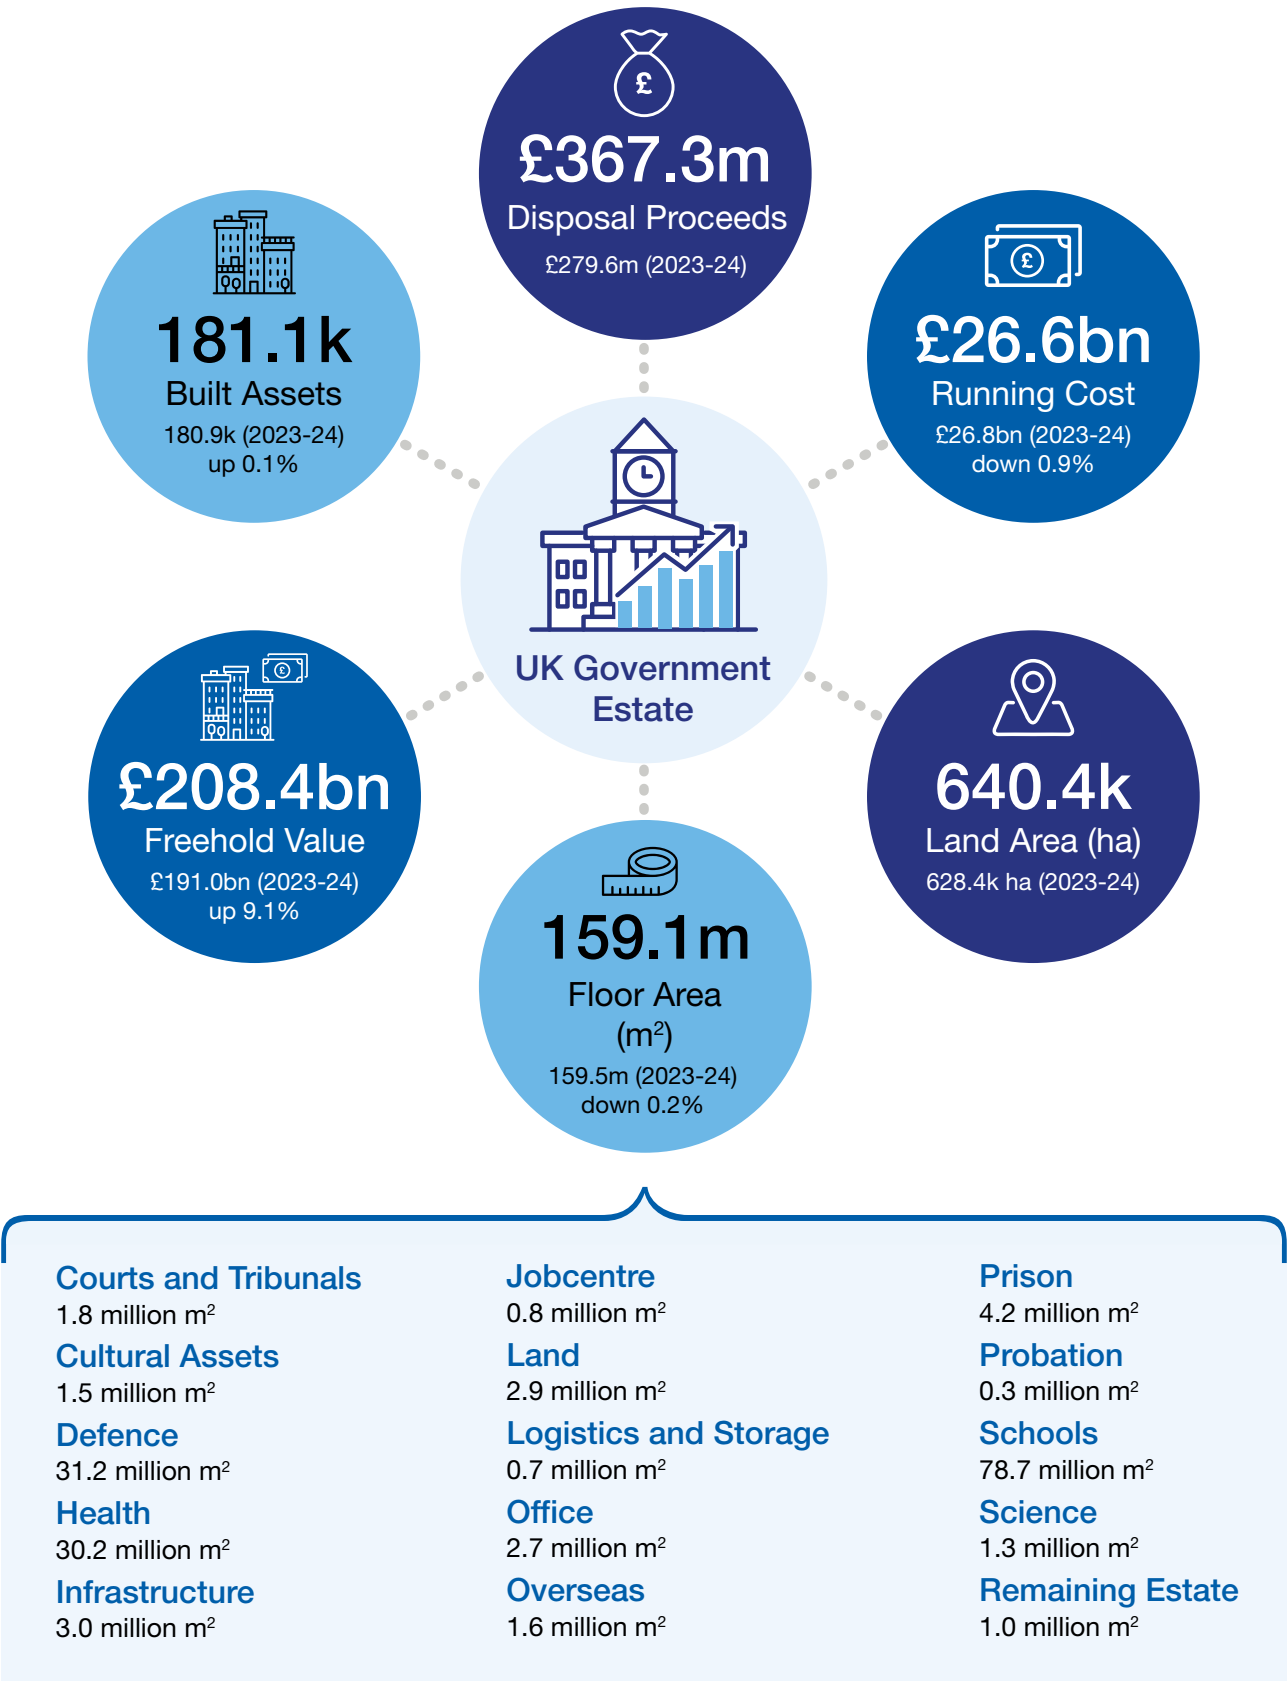 £
£367.3m
Disposal Proceeds
£279.6m (2023-24)
181.1k
Built Assets
180.9k (2023-24)
up 0.1%
£
£26.6bn
Running Cost
£26.8bn (2023-24)
down 0.9%
UK Government
Estate
£
£208.4bn
Freehold Value
£191.0bn (2023-24)
up 9.1%
640.4k
Land Area (ha)
628.4k ha (2023-24)
159.1m
Floor Area
(m²)
159.5m (2023-24)
down 0.2%
Courts and Tribunals
1.8 million m²
Cultural Assets
1.5 million m²
Defence
31.2 million m²
Health
30.2 million m²
Infrastructure
3.0 million m²
Jobcentre
0.8 million m²
Land
2.9 million m²
Logistics and Storage
0.7 million m²
Office
2.7 million m²
Overseas
1.6 million m²
Prison
4.2 million m²
Probation
0.3 million m²
Schools
78.7 million m²
Science
1.3 million m²
Remaining Estate
1.0 million m²